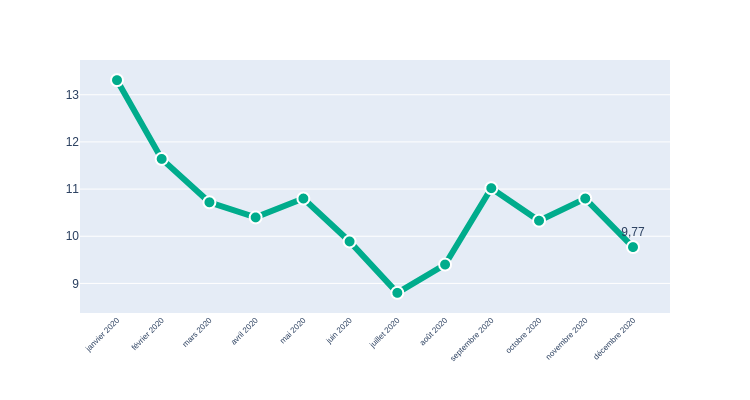 13
12
11
10
9
9,77
janvier 2020
février 2020
mars 2020
avril 2020
mai 2020
juin 2020
juillet 2020
août 2020
septembre 2020
octobre 2020
novembre 2020
décembre 2020